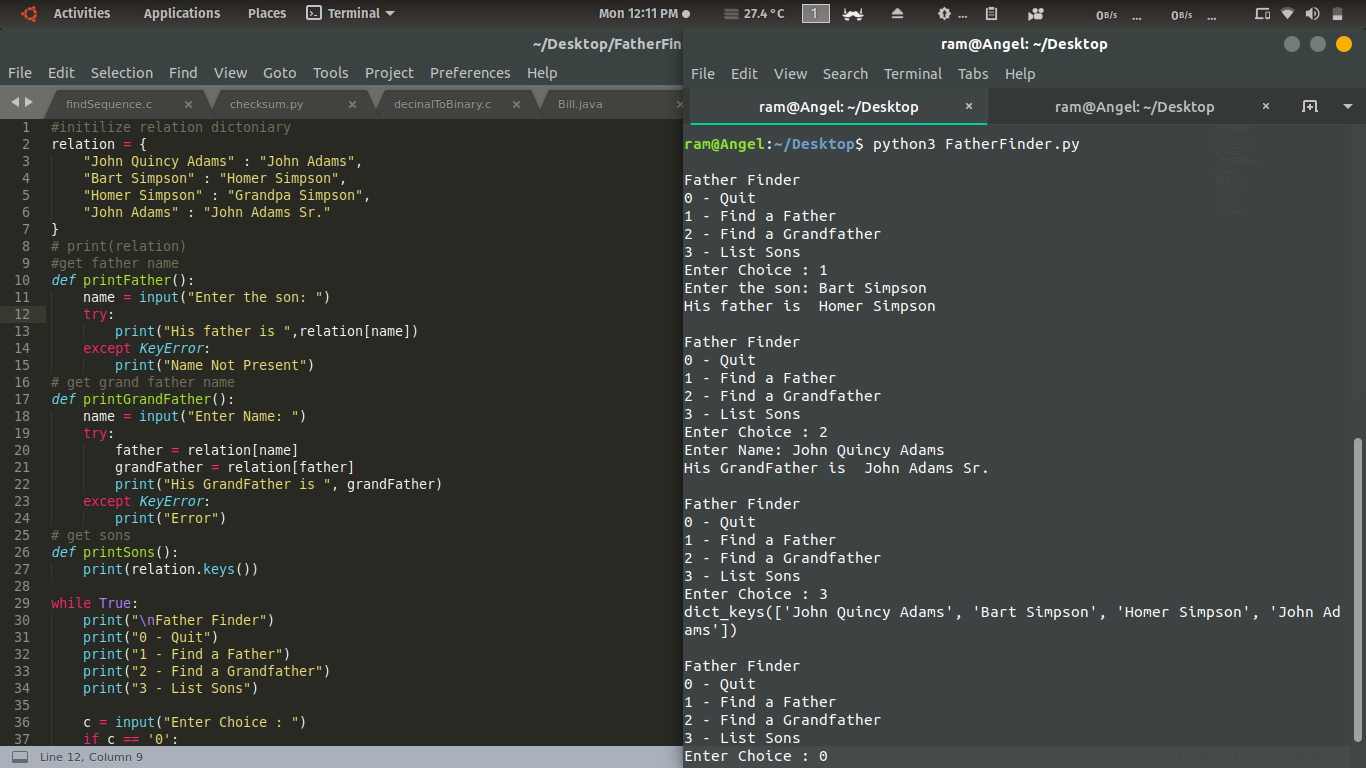 Activities Applications Places Terminal Mon 12:11 PM 27.4 °C 1 ... 0B/s ... 0B/s ...
~/Desktop/FatherFin
File Edit Selection Find View Goto Tools Project Preferences Help
findSequence.c × checksum.py × decinalToBinary.c × Bill.java ×
1 #initilize relation dictoniary
2 relation = {
3     "John Quincy Adams" : "John Adams",
4     "Bart Simpson" : "Homer Simpson",
5     "Homer Simpson" : "Grandpa Simpson",
6     "John Adams" : "John Adams Sr."
7 }
8 # print(relation)
9 #get father name
10 def printFather():
11     name = input("Enter the son: ")
12     try:
13         print("His father is ",relation[name])
14     except KeyError:
15         print("Name Not Present")
16 # get grand father name
17 def printGrandFather():
18     name = input("Enter Name: ")
19     try:
20         father = relation[name]
21         grandFather = relation[father]
22         print("His GrandFather is ", grandFather)
23     except KeyError:
24         print("Error")
25 # get sons
26 def printSons():
27     print(relation.keys())
28
29 while True:
30     print("\nFather Finder")
31     print("0 - Quit")
32     print("1 - Find a Father")
33     print("2 - Find a Grandfather")
34     print("3 - List Sons")
35
36     c = input("Enter Choice : ")
37     if c == '0':
Line 12, Column 9
ram@Angel: ~/Desktop
File Edit View Search Terminal Tabs Help
ram@Angel: ~/Desktop × ram@Angel: ~/Desktop ×
ram@Angel:~/Desktop$ python3 FatherFinder.py

Father Finder
0 - Quit
1 - Find a Father
2 - Find a Grandfather
3 - List Sons
Enter Choice : 1
Enter the son: Bart Simpson
His father is  Homer Simpson

Father Finder
0 - Quit
1 - Find a Father
2 - Find a Grandfather
3 - List Sons
Enter Choice : 2
Enter Name: John Quincy Adams
His GrandFather is  John Adams Sr.

Father Finder
0 - Quit
1 - Find a Father
2 - Find a Grandfather
3 - List Sons
Enter Choice : 3
dict_keys(['John Quincy Adams', 'Bart Simpson', 'Homer Simpson', 'John Ad
ams'])

Father Finder
0 - Quit
1 - Find a Father
2 - Find a Grandfather
3 - List Sons
Enter Choice : 0